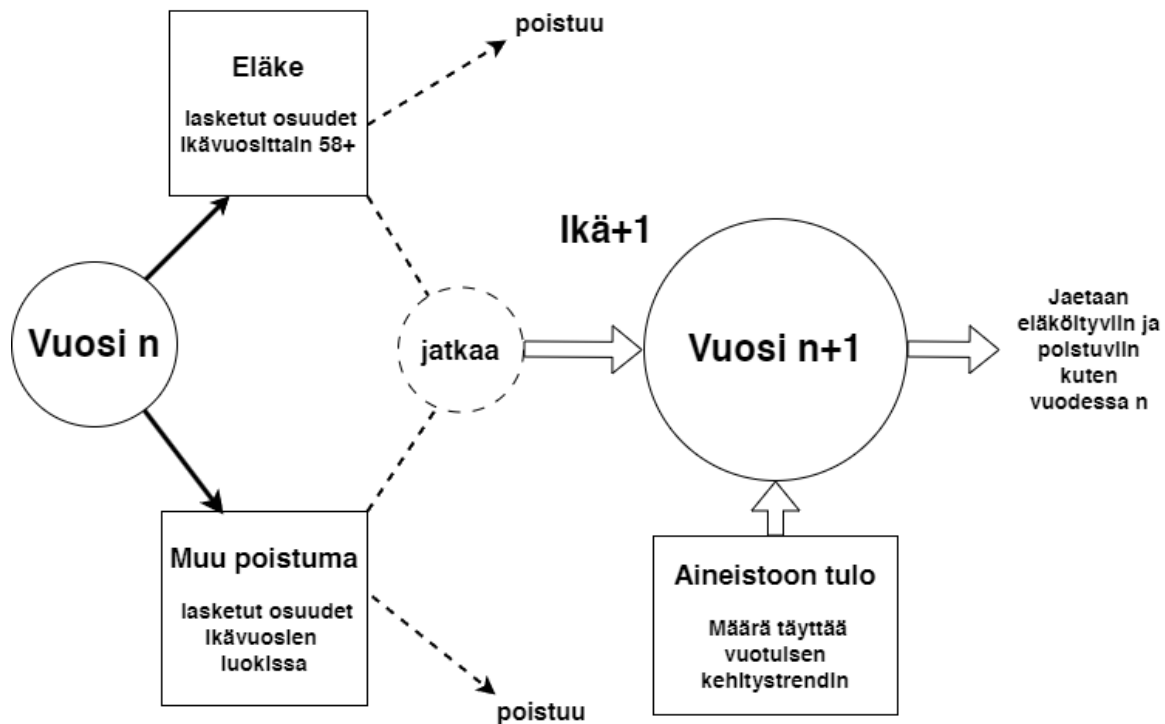 poistuu
Eläke
lasketut osuudet
ikävuosittain 58+
Ikä+1
Vuosi n
jatkaa
Vuosi n+1
Jaetaan
eläköityviin ja
poistuviin
kuten
vuodessa n
Muu poistuma
lasketut osuudet
ikävuosien
luokissa
Aineistoon tulo
Määrä täyttää
vuotuisen
kehitystrendin
poistuu